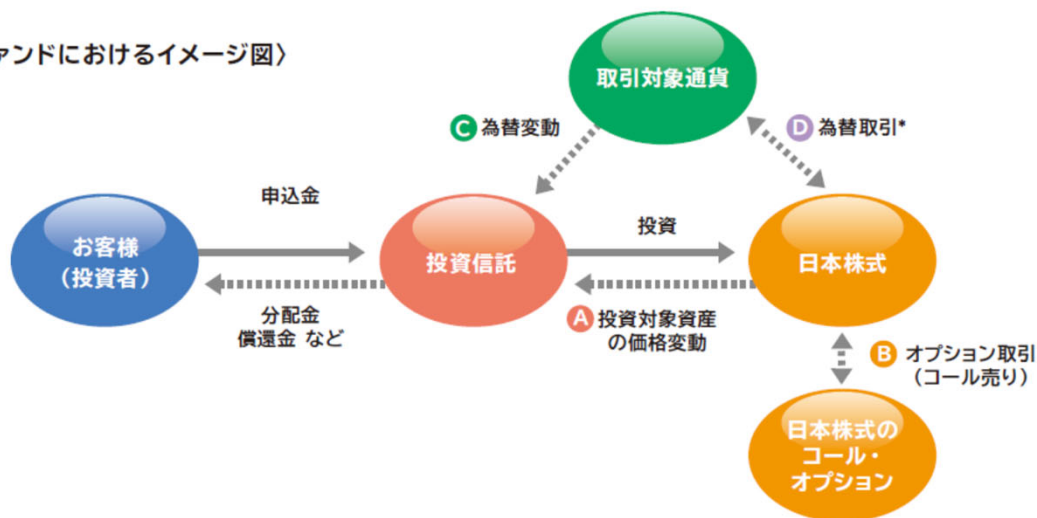 ァンドにおけるイメージ図〉
取引対象通貨
C 為替変動
D 為替取引*
申込金
投資
お客様
（投資者）
投資信託
日本株式
分配金
償還金 など
A 投資対象資産
の価格変動
B オプション取引
（コール売り）
日本株式の
コール・
オプション